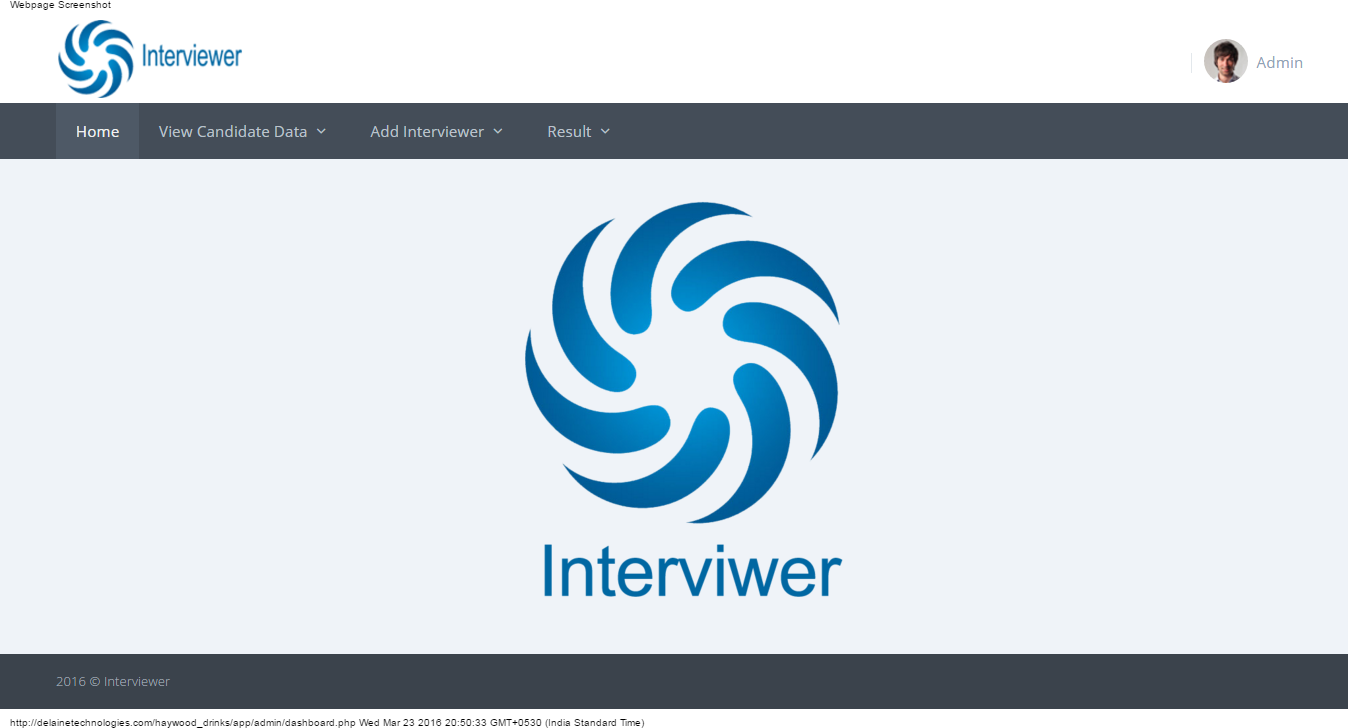 Webpage Screenshot
Interviewer
Admin
Home View Candidate Data Add Interviewer Result
Interviwer
2016 © Interviewer
http://delainetechnologies.com/haywood_drinks/app/admin/dashboard.php Wed Mar 23 2016 20:50:33 GMT+0530 (India Standard Time)